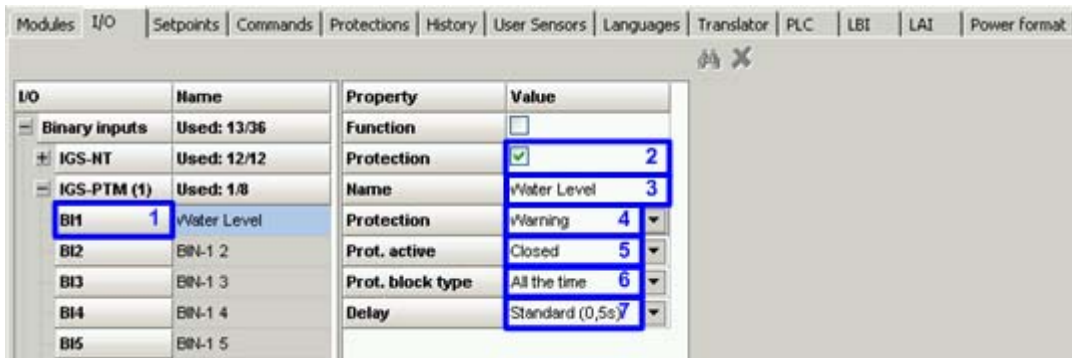 Modules I/O Setpoints Commands Protections History User Sensors Languages Translator PLC LBI LAI Power format
I/O Name Property Value
Binary inputs Used: 13/36 Function
IGS-NT Used: 12/12 Protection 2
IGS-PTM (1) Used: 1/8 Name Water Level 3
BI1 1 Water Level Protection Warning 4
BI2 BIN-1 2 Prot. active Closed 5
BI3 BIN-1 3 Prot. block type All the time 6
BI4 BIN-1 4 Delay Standard (0,5s) 7
BI5 BIN-1 5